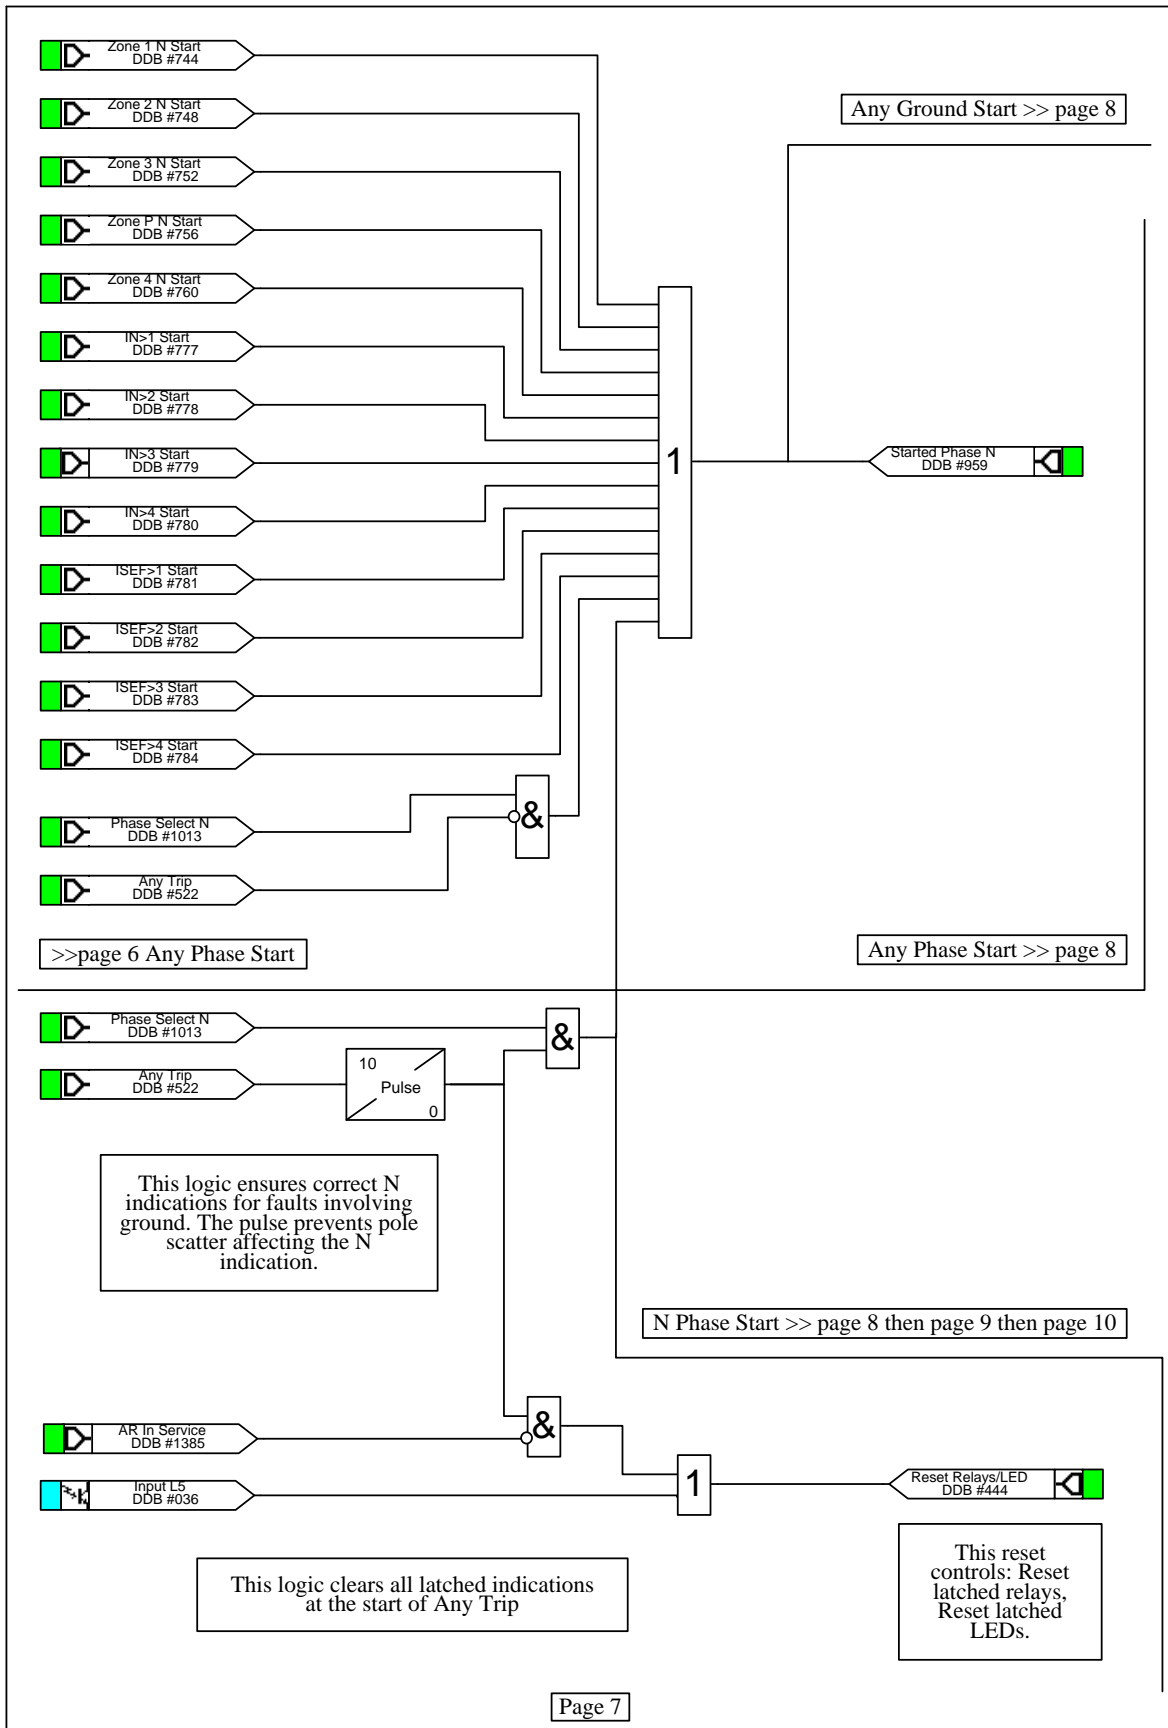 Zone 1 N Start
DDB #744
Zone 2 N Start
DDB #748
Any Ground Start >> page 8
Zone 3 N Start
DDB #752
Zone P N Start
DDB #756
Zone 4 N Start
DDB #760
IN>1 Start
DDB #777
IN>2 Start
DDB #778
IN>3 Start
DDB #779
1
Started Phase N
DDB #959
IN>4 Start
DDB #780
ISEF>1 Start
DDB #781
ISEF>2 Start
DDB #782
ISEF>3 Start
DDB #783
ISEF>4 Start
DDB #784
Phase Select N
DDB #1013
&
Any Trip
DDB #522
>>page 6 Any Phase Start
Any Phase Start >> page 8
Phase Select N
DDB #1013
&
Any Trip
DDB #522
10
Pulse
0
This logic ensures correct N
indications for faults involving
ground. The pulse prevents pole
scatter affecting the N
indication.
N Phase Start >> page 8 then page 9 then page 10
AR In Service
DDB #1385
&
Input L5
DDB #036
1
Reset Relays/LED
DDB #444
This logic clears all latched indications
at the start of Any Trip
This reset
controls: Reset
latched relays,
Reset latched
LEDs.
Page 7